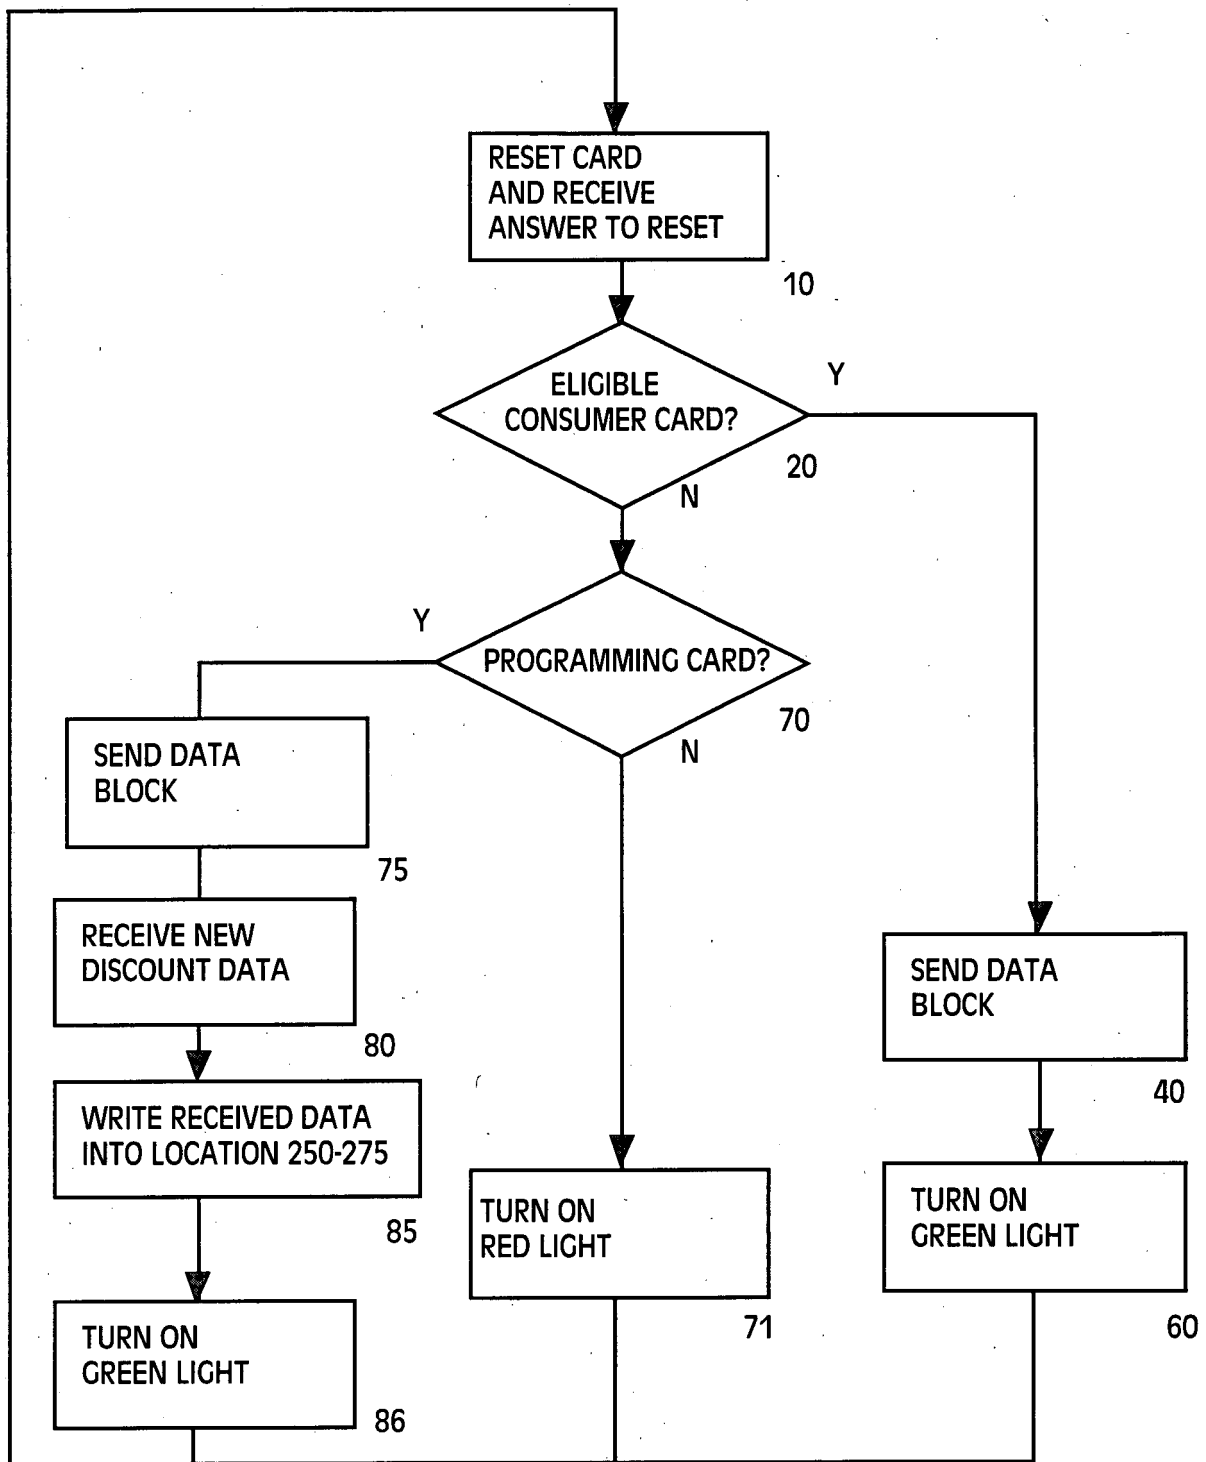 RESET CARD
AND RECEIVE
ANSWER TO RESET
10
ELIGIBLE
CONSUMER CARD?
Y
20
N
Y
PROGRAMMING CARD?
70
N
SEND DATA
BLOCK
75
RECEIVE NEW
DISCOUNT DATA
80
SEND DATA
BLOCK
40
WRITE RECEIVED DATA
INTO LOCATION 250-275
85
TURN ON
RED LIGHT
71
TURN ON
GREEN LIGHT
60
TURN ON
GREEN LIGHT
86